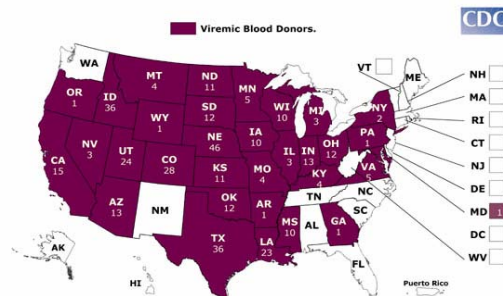 Viremic Blood Donors.
CDC
WA
VT
ME
NH
MA
RI
CT
NJ
DE
MD 1
DC
WV
OR
1
ID
36
MT
4
ND
11
MN
5
SD
12
WI
10
MI
3
NY
2
WY
1
NE
46
IA
10
IL
3
IN
13
OH
12
PA
1
NV
3
UT
24
CO
28
KS
11
MO
4
KY
4
VA
5
CA
15
AZ
13
NM
OK
12
AR
1
TN
NC
SC
TX
36
LA
23
MS
10
AL
GA
1
FL
AK
HI
Puerto Rico